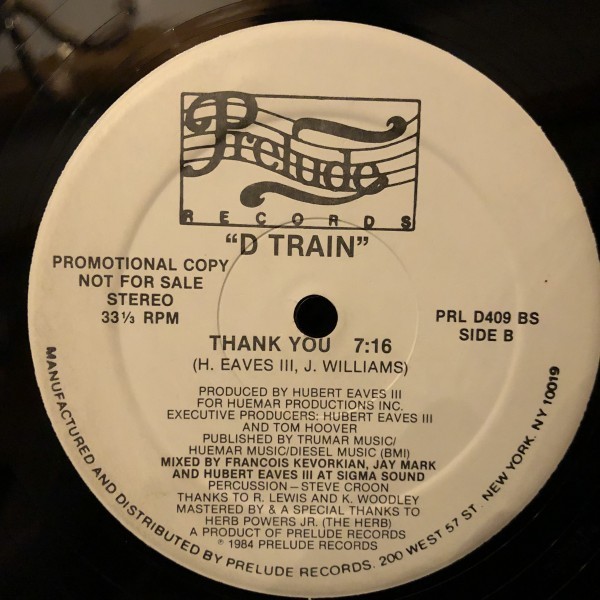 Prelude
RECORDS
"D TRAIN"
PROMOTIONAL COPY
NOT FOR SALE
STEREO
33⅓ RPM
PRL D409 BS
SIDE B
THANK YOU 7:16
(H. EAVES III, J. WILLIAMS)
PRODUCED BY HUBERT EAVES III
FOR HUEMAR PRODUCTIONS INC.
EXECUTIVE PRODUCERS: HUBERT EAVES III
AND TOM HOOVER
PUBLISHED BY TRUMAR MUSIC/
HUEMAR MUSIC/DIESEL MUSIC (BMI)
MIXED BY FRANCOIS KEVORKIAN, JAY MARK
AND HUBERT EAVES III AT SIGMA SOUND
PERCUSSION – STEVE CROON
THANKS TO R. LEWIS AND K. WOODLEY
MASTERED BY & A SPECIAL THANKS TO
HERB POWERS JR. (THE HERB)
A PRODUCT OF PRELUDE RECORDS
℗ 1984 PRELUDE RECORDS
MANUFACTURED AND DISTRIBUTED BY PRELUDE RECORDS. 200 WEST 57 ST. NEW YORK. NY 10019